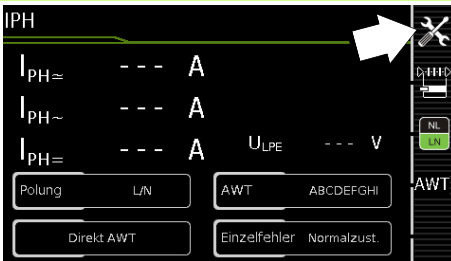 IPH
IPH≃ --- A
IPH~ --- A
IPH= --- A
ULPE --- V
NL
LN
AWT
Polung L/N
AWT ABCDEFGHI
Direkt AWT
Einzelfehler Normalzust.